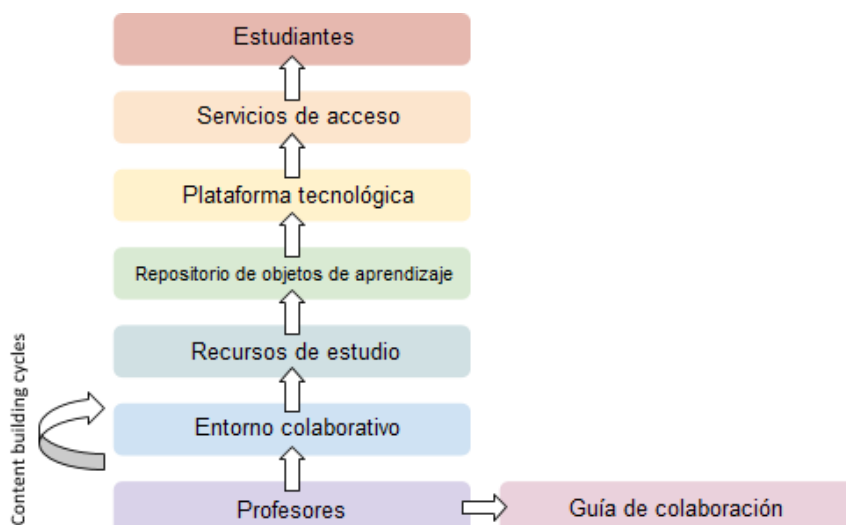 Estudiantes
Servicios de acceso
Plataforma tecnológica
Repositorio de objetos de aprendizaje
Recursos de estudio
Entorno colaborativo
Profesores
Guía de colaboración
Content building cycles